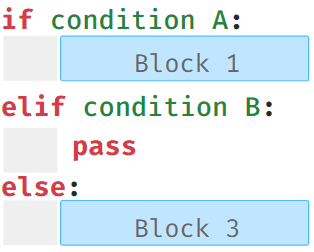 if condition A:
Block 1
elif condition B:
pass
else:
Block 3